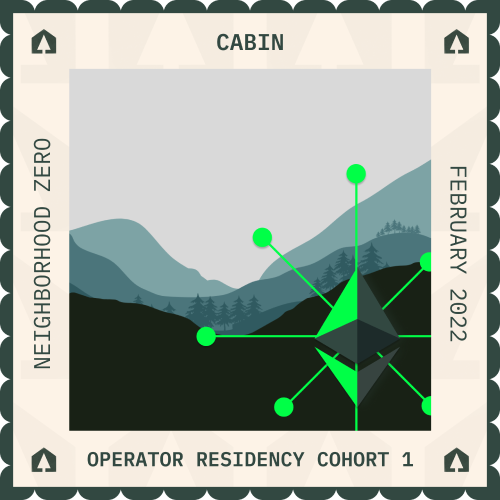 CABIN
NEIGHBORHOOD ZERO
FEBRUARY 2022
OPERATOR RESIDENCY COHORT 1